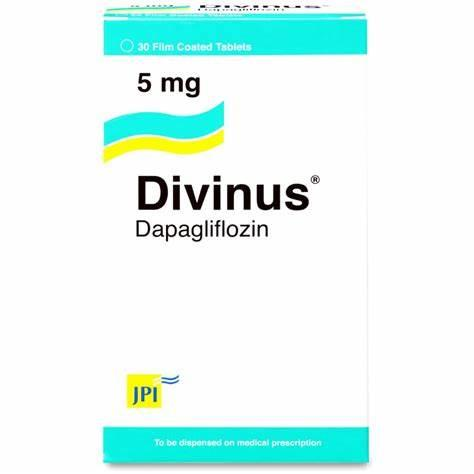 30 Film Coated Tablets
5 mg
Divinus®
Dapagliflozin
JPI
To be dispensed on medical prescription